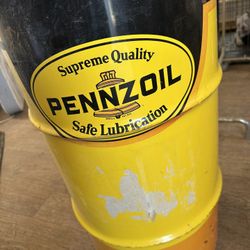 Supreme Quality
PENNZOIL
Safe Lubrication